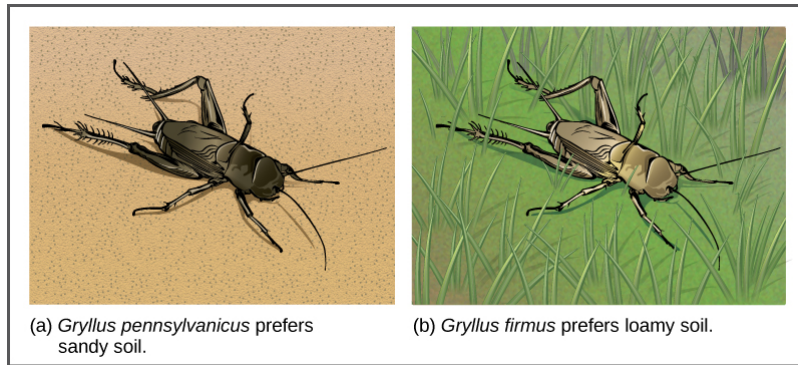 (a) Gryllus pennsylvanicus prefers
sandy soil.
(b) Gryllus firmus prefers loamy soil.